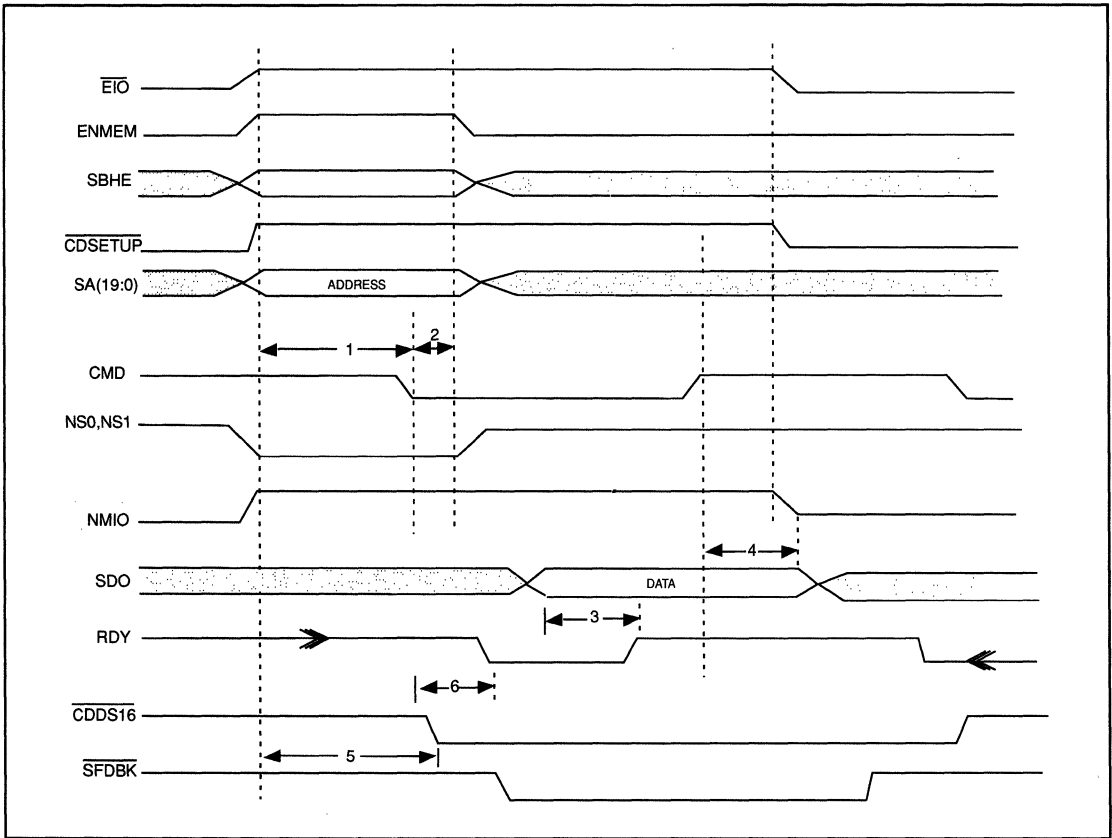 EIO
ENMEM
SBHE
CDSETUP
SA(19:0)
ADDRESS
1
2
CMD
NS0,NS1
NMIO
4
SDO
DATA
3
RDY
6
CDDS16
5
SFDBK